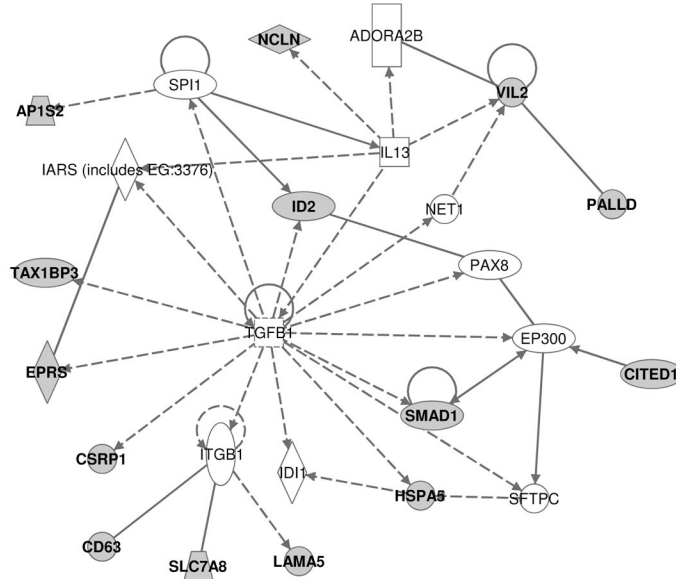 NCLN
ADORA2B
SPI1
VIL2
AP1S2
IL13
IARS (includes EG:3376)
ID2
NET1
PALLD
TAX1BP3
PAX8
TGFB1
EP300
EPRS
CITED1
SMAD1
CSRP1
ITGB1
IDI1
HSPA5
SFTPC
CD63
SLC7A8
LAMA5